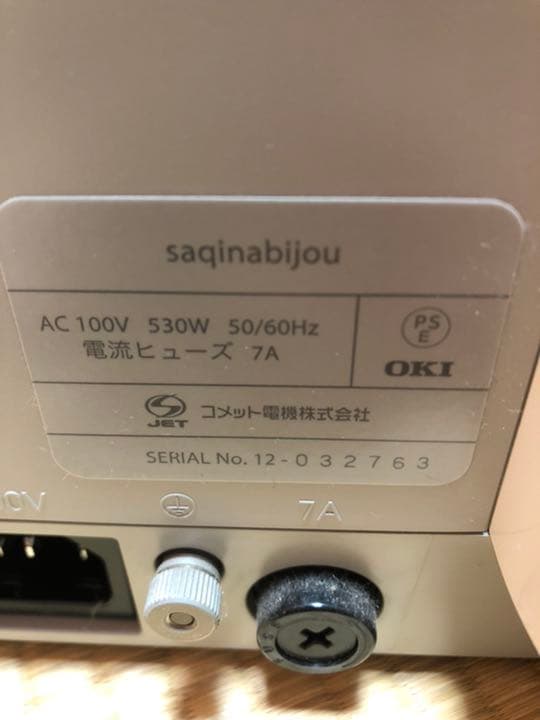 saqinabijou
AC 100V 530W 50/60Hz
電流ヒューズ 7A
PS
E
OKI
JET コメット電機株式会社
SERIAL No. 12-032763
0V
7A